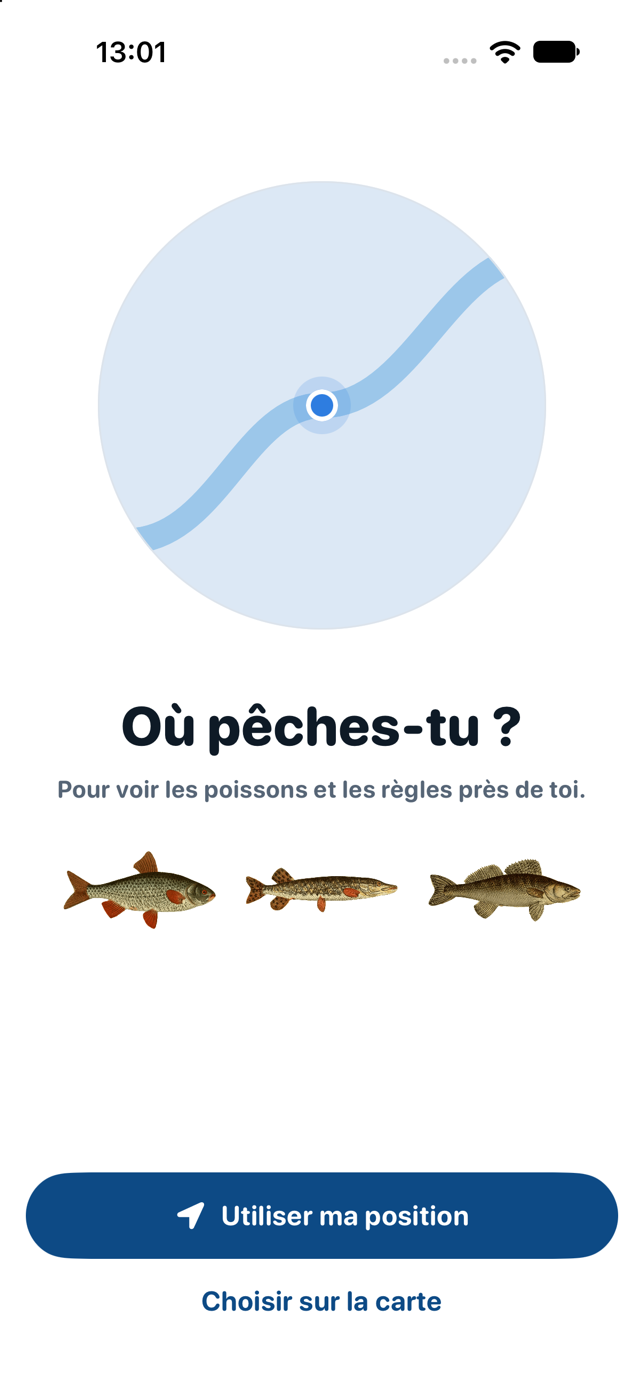 13:01
Où pêches-tu ?
Pour voir les poissons et les règles près de toi.
Utiliser ma position
Choisir sur la carte